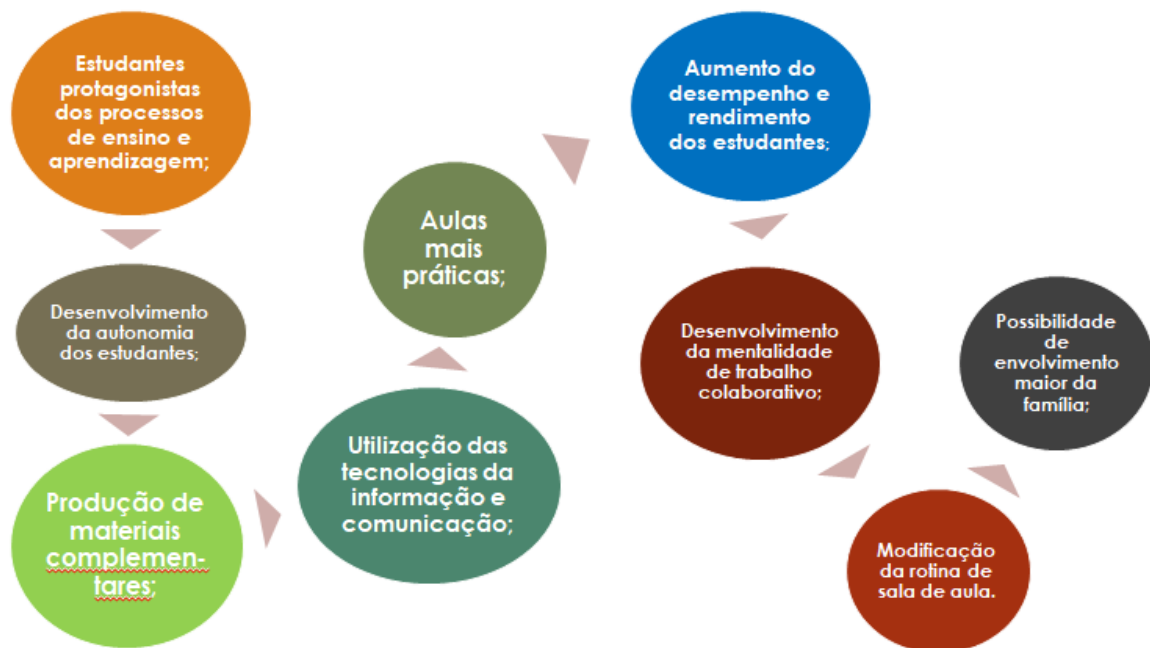 Estudantes
protagonistas
dos processos
de ensino e
aprendizagem;
Desenvolvimento
da autonomia
dos estudantes;
Produção de
materiais
complemen-
tares;
Utilização das
tecnologias da
informação e
comunicação;
Aulas
mais
práticas;
Aumento do
desempenho e
rendimento
dos estudantes;
Desenvolvimento
da mentalidade
de trabalho
colaborativo;
Possibilidade
de
envolvimento
maior da
família;
Modificação
da rotina de
sala de aula.